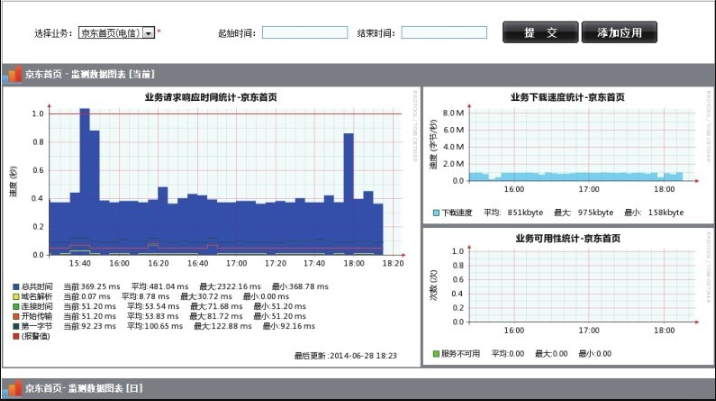 选择业务： 京东首页(电信) * 起始时间： 结束时间： 提 交 添加应用
京东首页 - 监测数据图表 [当前]
业务请求响应时间统计-京东首页
速度 (秒)
1.0
0.8
0.6
0.4
0.2
0.0
15:40 16:00 16:20 16:40 17:00 17:20 17:40 18:00 18:20
总共时间 当前:369.25 ms 平均:481.04 ms 最大:2322.16 ms 最小:368.78 ms
域名解析 当前:0.07 ms 平均:8.78 ms 最大:30.72 ms 最小:0.00 ms
连接时间 当前:51.20 ms 平均:53.54 ms 最大:71.68 ms 最小:51.20 ms
开始传输 当前:51.20 ms 平均:53.83 ms 最大:81.72 ms 最小:51.20 ms
第一字节 当前:92.23 ms 平均:100.65 ms 最大:122.88 ms 最小:92.16 ms
(报警值)
最后更新 :2014-06-28 18:23
业务下载速度统计-京东首页
速度 (字节/秒)
8.0 M
6.0 M
4.0 M
2.0 M
0.0
16:00 17:00 18:00
下载速度 平均: 851kbyte 最大: 975kbyte 最小: 158kbyte
业务可用性统计-京东首页
次数 (次)
1.0
0.8
0.6
0.4
0.2
0.0
16:00 17:00 18:00
服务不可用 平均:0.00 最大:0.00 最小:0.00
京东首页- 监测数据图表 [日]